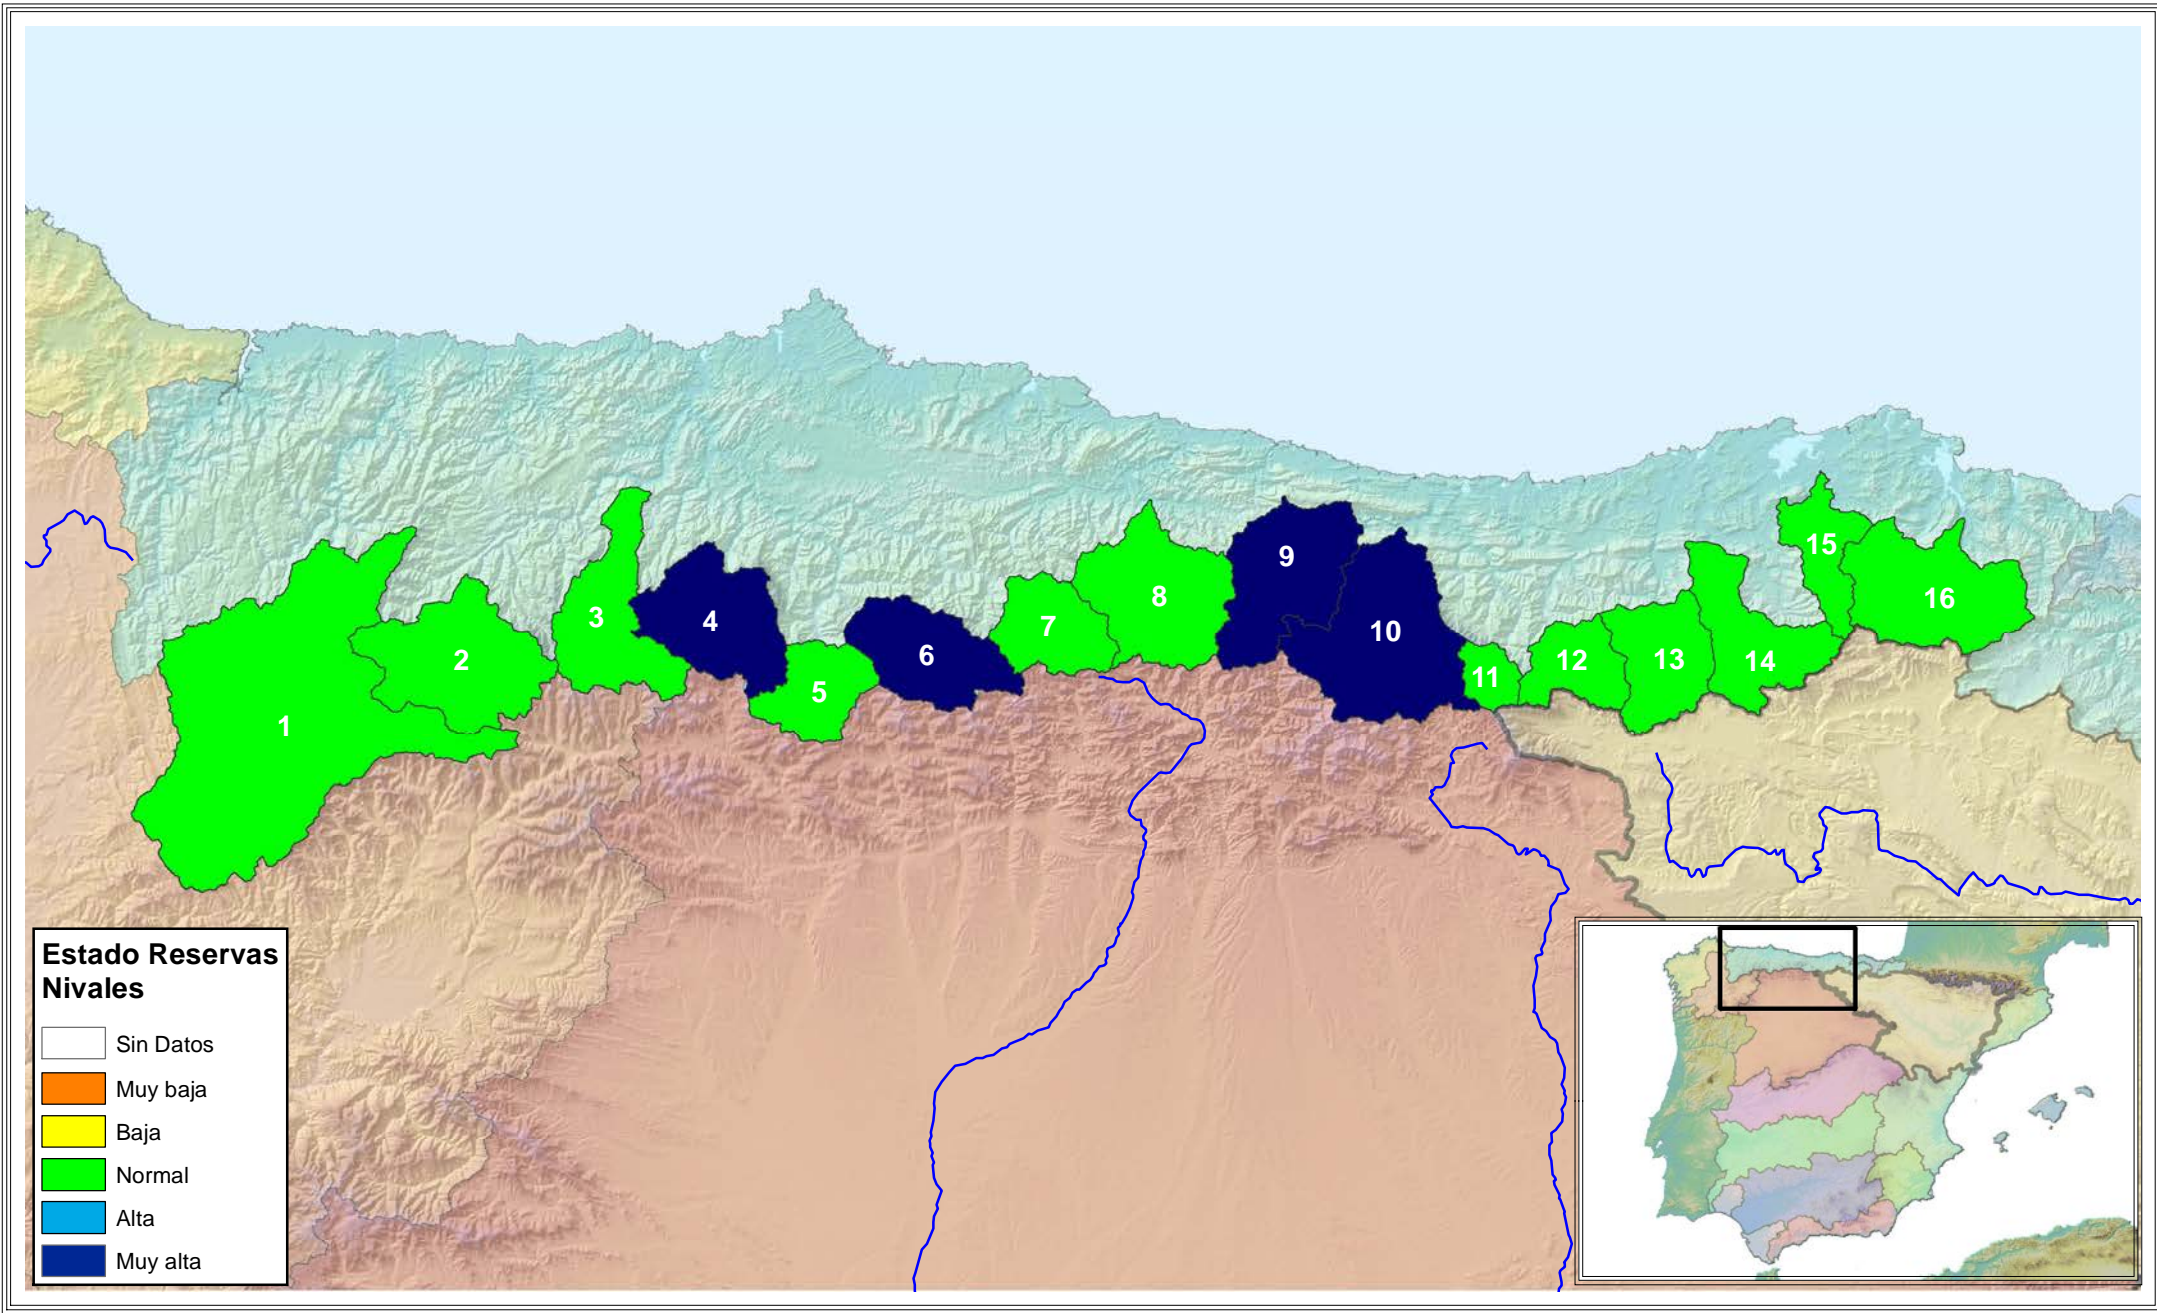 9
15
10
8
16
3
4
7
6
2
12
13
14
11
5
1
Estado Reservas
Nivales
Sin Datos
Muy baja
Baja
Normal
Alta
Muy alta